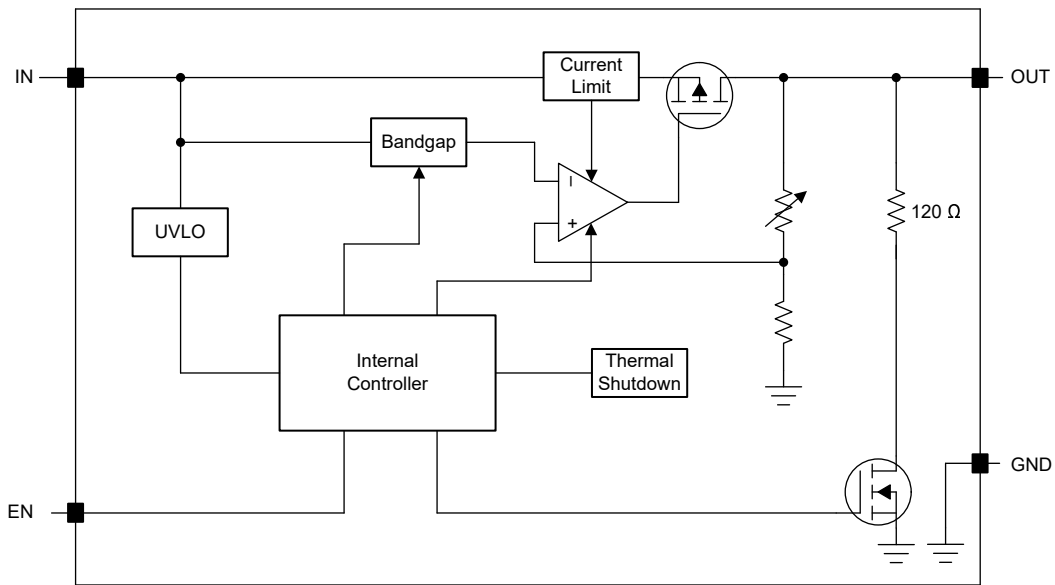 IN
Current
Limit
OUT
Bandgap
–
+
UVLO
120 Ω
Internal
Controller
Thermal
Shutdown
GND
EN